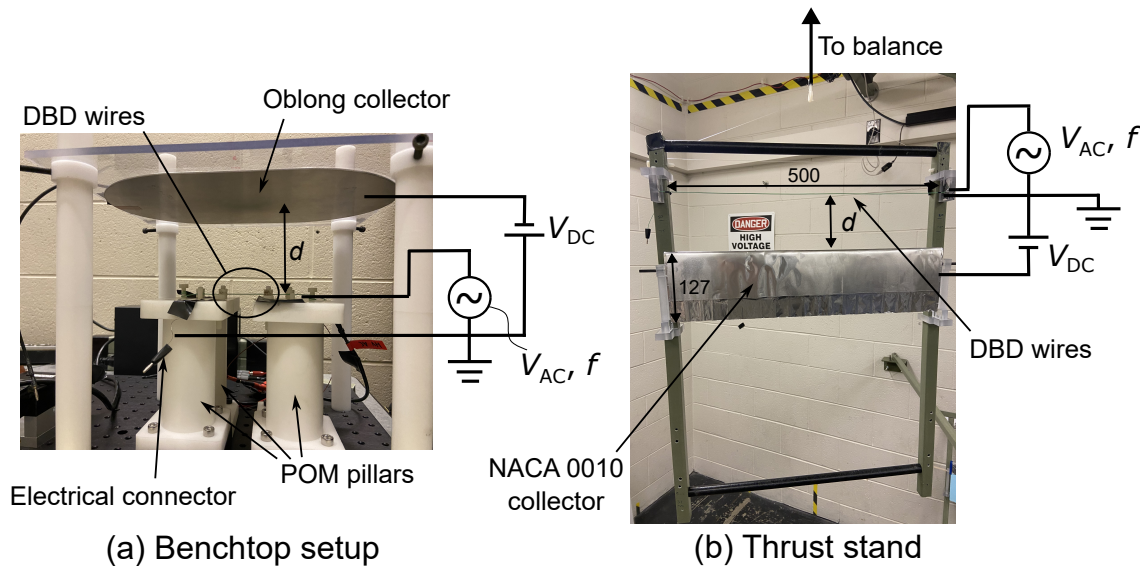 DBD wires
Oblong collector
d
V_DC
V_AC, f
Electrical connector
POM pillars
(a) Benchtop setup
To balance
500
V_AC, f
DANGER
HIGH
VOLTAGE
d
V_DC
127
DBD wires
NACA 0010
collector
(b) Thrust stand